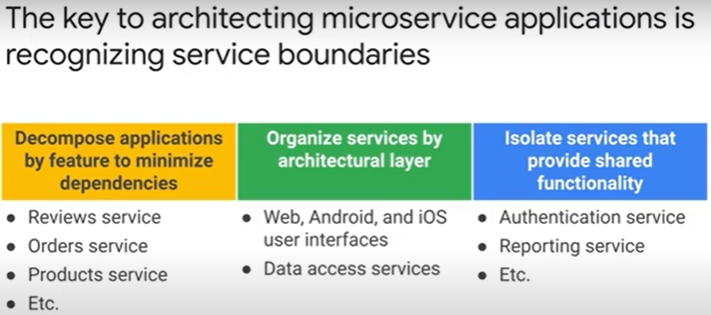 The key to architecting microservice applications is
recognizing service boundaries
Decompose applications
by feature to minimize
dependencies
• Reviews service
• Orders service
• Products service
• Etc.
Organize services by
architectural layer
• Web, Android, and iOS
user interfaces
• Data access services
Isolate services that
provide shared
functionality
• Authentication service
• Reporting service
• Etc.